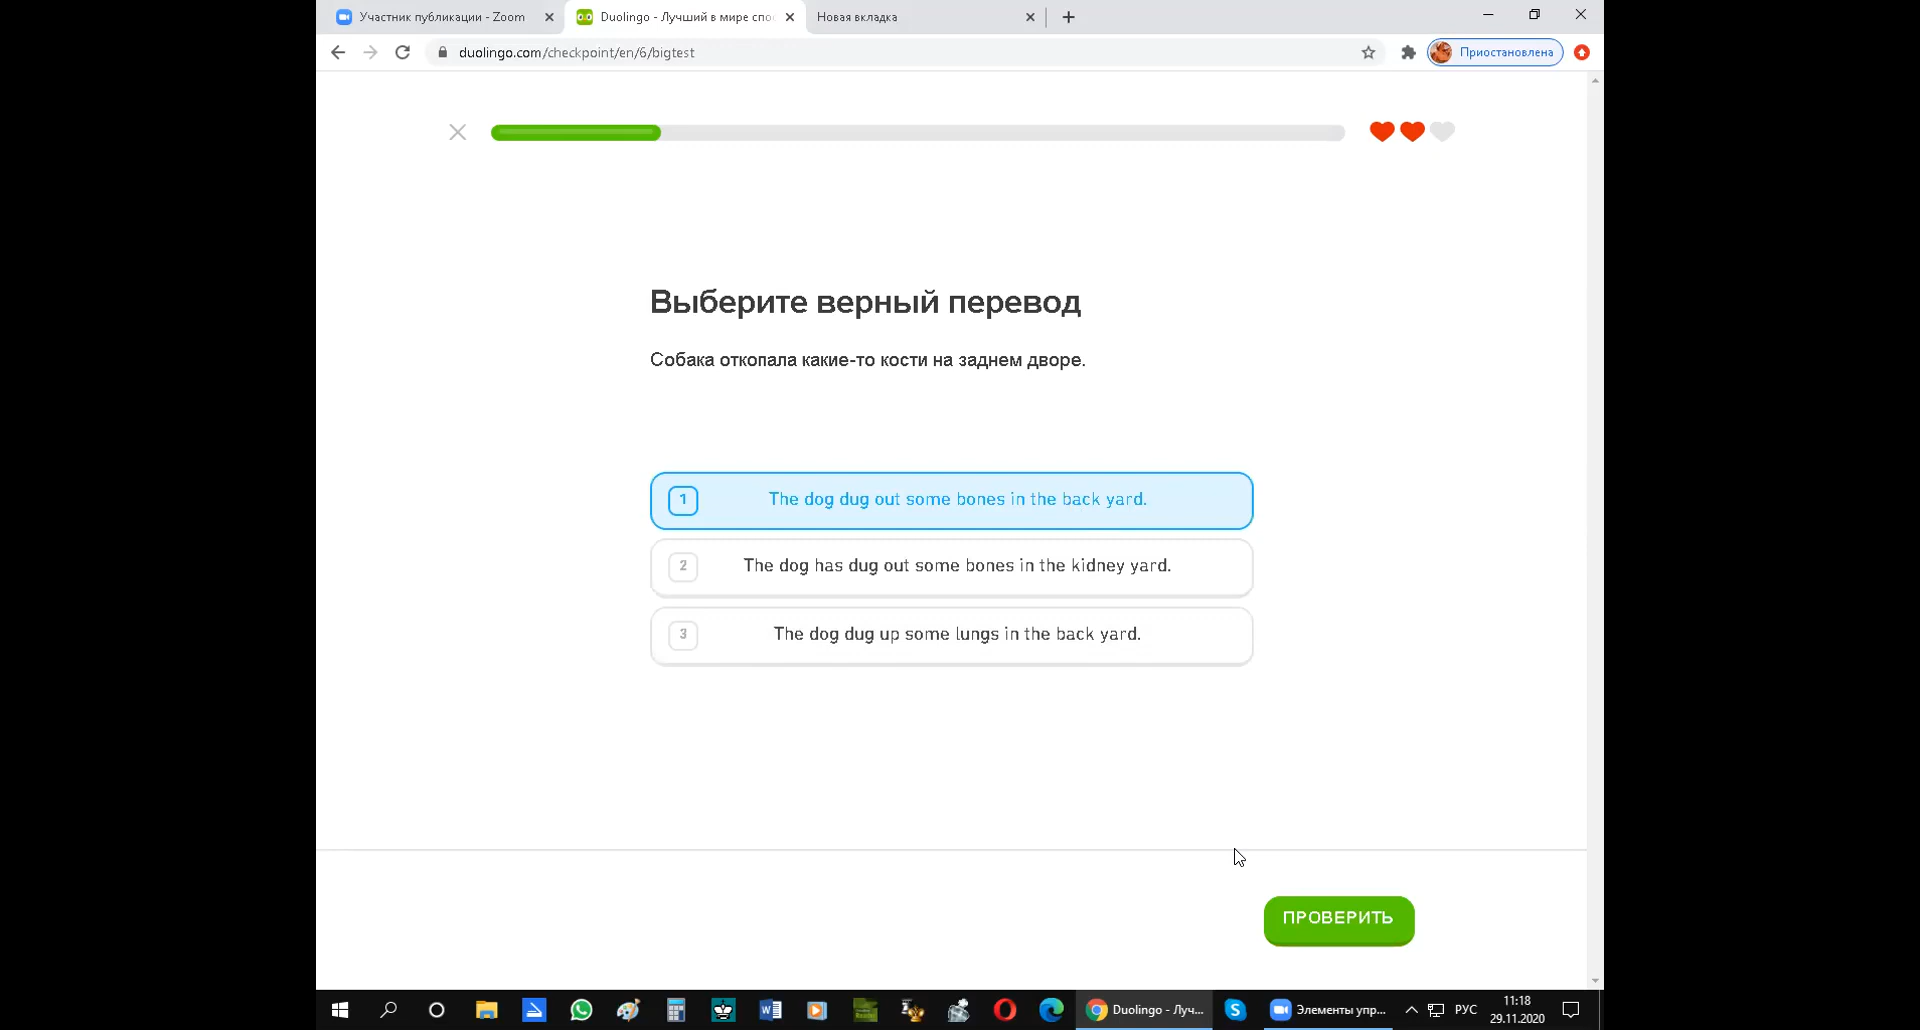 Участник публикации - Zoom
Duolingo - Лучший в мире спос
Новая вкладка
duolingo.com/checkpoint/en/6/bigtest
Приостановлена
Выберите верный перевод
Собака откопала какие-то кости на заднем дворе.
1 The dog dug out some bones in the back yard.
2 The dog has dug out some bones in the kidney yard.
3 The dog dug up some lungs in the back yard.
ПРОВЕРИТЬ
Duolingo - Луч...
Элементы упр...
РУС
11:18
29.11.2020